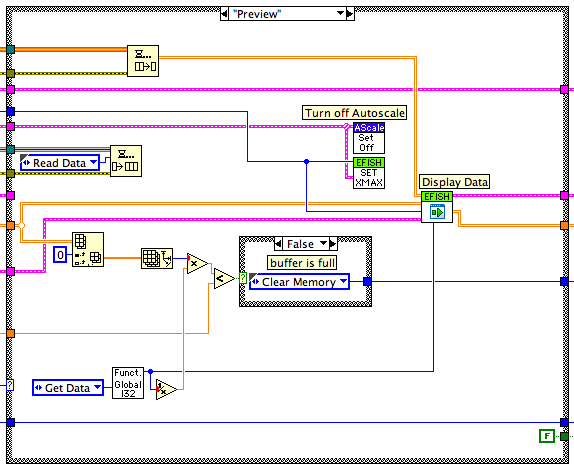 "Preview"
Turn off Autoscale
AScale
Set
Off
Read Data
EFISH
SET
XMAX
Display Data
EFISH
0
False
buffer is full
Clear Memory
?
Funct.
Global
I32
Get Data
?
F